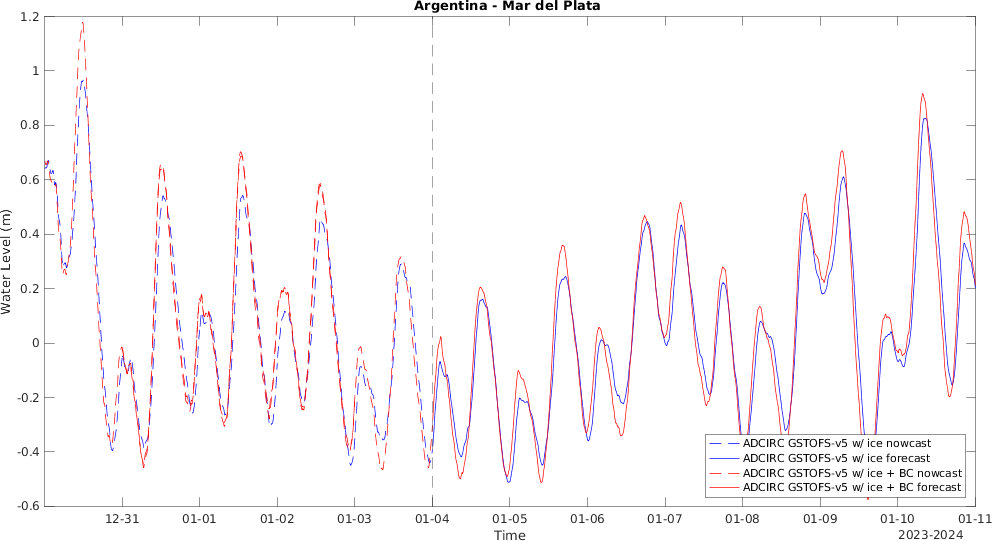 Argentina - Mar del Plata
Water Level (m)
1.2
1
0.8
0.6
0.4
0.2
0
-0.2
-0.4
-0.6
ADCIRC GSTOFS-v5 w/ ice nowcast
ADCIRC GSTOFS-v5 w/ ice forecast
ADCIRC GSTOFS-v5 w/ ice + BC nowcast
ADCIRC GSTOFS-v5 w/ ice + BC forecast
12-31 01-01 01-02 01-03 01-04 01-05 01-06 01-07 01-08 01-09 01-10 01-11
Time
2023-2024